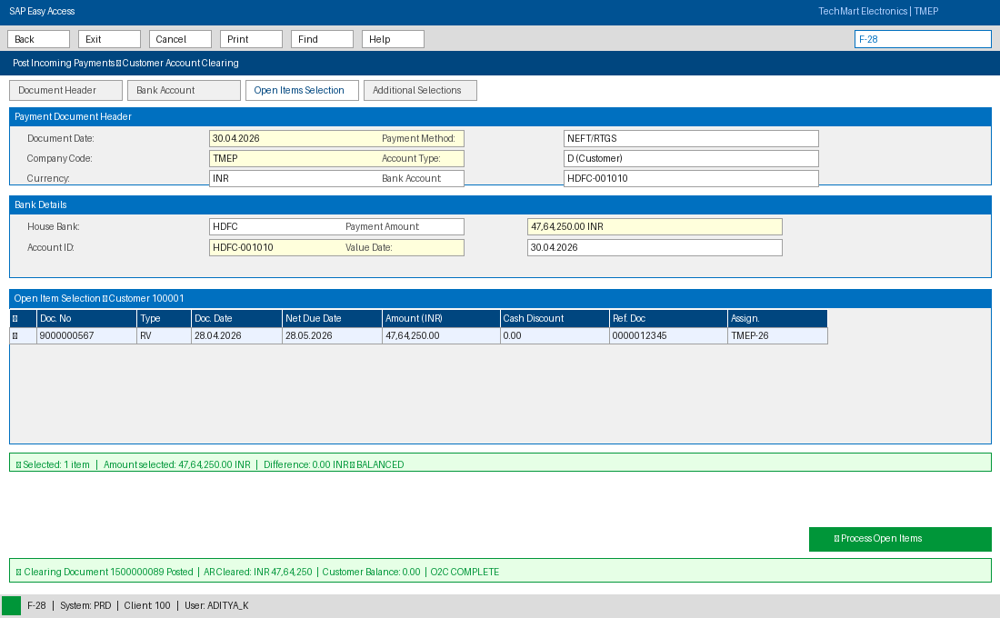 SAP Easy Access TechMart Electronics | TMEP
Back Exit Cancel Print Find Help F-28
Post Incoming Payments Customer Account Clearing
Document Header Bank Account Open Items Selection Additional Selections
Payment Document Header
Document Date: 30.04.2026 Payment Method: NEFT/RTGS
Company Code: TMEP Account Type: D (Customer)
Currency: INR Bank Account HDFC-001010
Bank Details
House Bank: HDFC Payment Amount 47,64,250.00 INR
Account ID: HDFC-001010 Value Date: 30.04.2026
Open Item Selection Customer 100001
Doc. No Type Doc. Date Net Due Date Amount (INR) Cash Discount Ref. Doc Assign.
9000000567 RV 28.04.2026 28.05.2026 47,64,250.00 0.00 0000012345 TMEP-26
Selected: 1 item | Amount selected: 47,64,250.00 INR | Difference: 0.00 INR BALANCED
Process Open Items
Clearing Document 1500000089 Posted | AR Cleared: INR 47,64,250 | Customer Balance: 0.00 | O2C COMPLETE
F-28 | System: PRD | Client: 100 | User: ADITYA_K